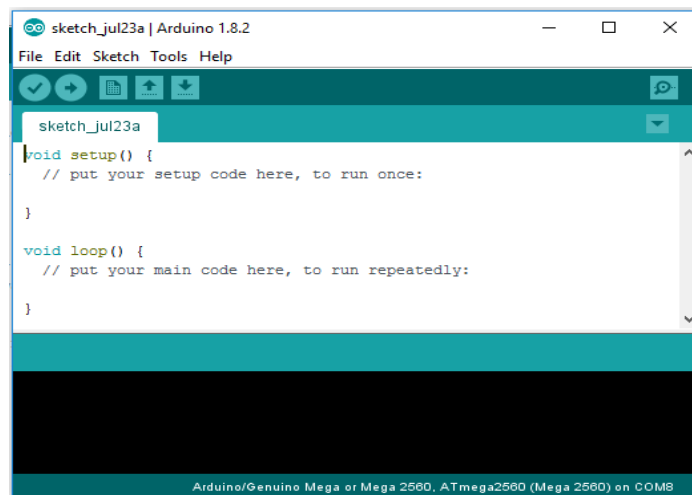 sketch_jul23a | Arduino 1.8.2
File Edit Sketch Tools Help
sketch_jul23a
void setup() {
  // put your setup code here, to run once:
}
void loop() {
  // put your main code here, to run repeatedly:
}
Arduino/Genuino Mega or Mega 2560, ATmega2560 (Mega 2560) on COM8